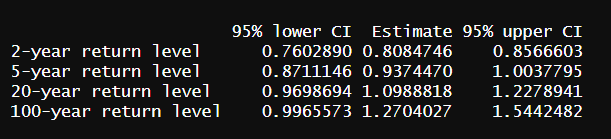 95% lower CI Estimate 95% upper CI
2-year return level 0.7602890 0.8084746 0.8566603
5-year return level 0.8711146 0.9374470 1.0037795
20-year return level 0.9698694 1.0988818 1.2278941
100-year return level 0.9965573 1.2704027 1.5442482